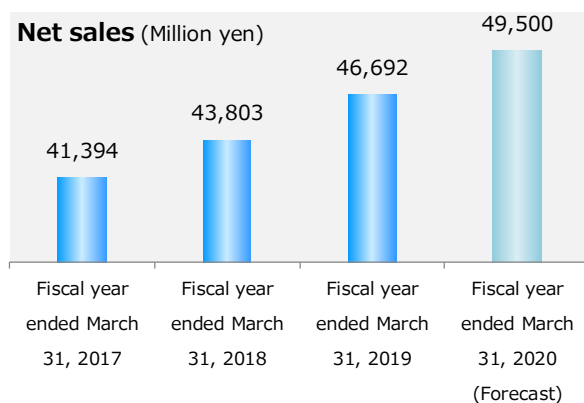 Net sales (Million yen)
49,500
46,692
43,803
41,394
Fiscal year
ended March
31, 2017
Fiscal year
ended March
31, 2018
Fiscal year
ended March
31, 2019
Fiscal year
ended March
31, 2020
(Forecast)